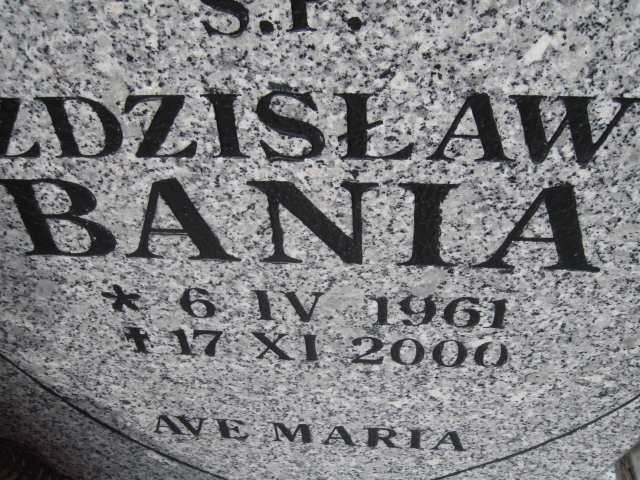 Ś.P.
ZDZISŁAW
BANIA
* 6 IV 1961
✝ 17 XI 2000
AVE MARIA